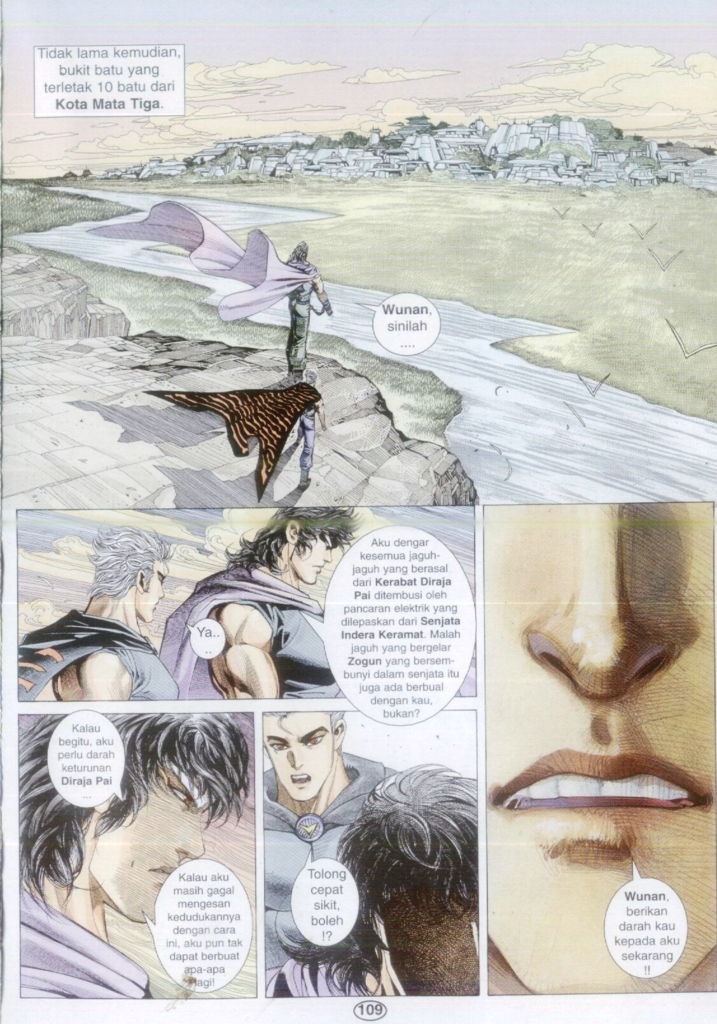 Tidak lama kemudian,
bukit batu yang
terletak 10 batu dari
Kota Mata Tiga.
Wunan,
sinilah
....
Aku dengar
kesemua jaguh-
jaguh yang berasal
dari Kerabat Diraja
Pai ditembusi oleh
pancaran elektrik yang
dilepaskan dari Senjata
Indera Keramat. Malah
jaguh yang bergelar
Zogun yang bersem-
bunyi dalam senjata itu
juga ada berbual
dengan kau,
bukan?
Ya..
..
Kalau
begitu, aku
perlu darah
keturunan
Diraja Pai
...
Kalau aku
masih gagal
mengesan
kedudukannya
dengan cara
ini, aku pun tak
dapat berbuat
apa-apa
lagi!
Tolong
cepat
sikit,
boleh
!?
Wunan,
berikan
darah kau
kepada aku
sekarang
!!
109